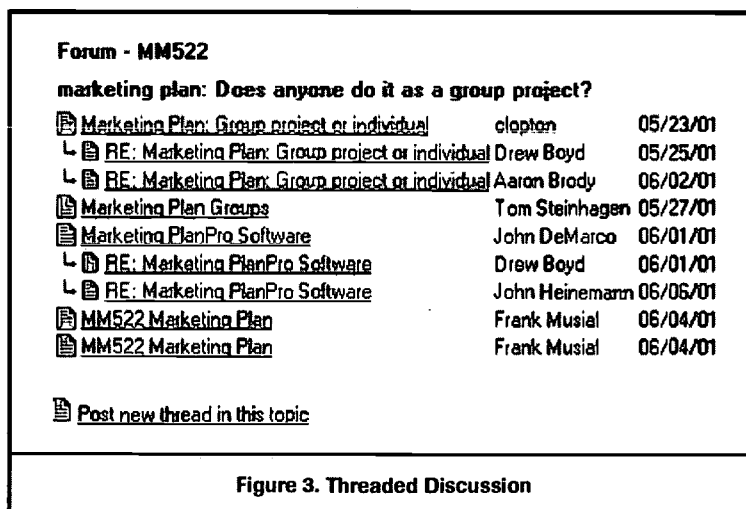 Forum - MM522
marketing plan: Does anyone do it as a group project?
Marketing Plan: Group project or individual clopton 05/23/01
RE: Marketing Plan: Group project or individual Drew Boyd 05/25/01
RE: Marketing Plan: Group project or individual Aaron Brody 06/02/01
Marketing Plan Groups Tom Steinhagen 05/27/01
Marketing PlanPro Software John DeMarco 06/01/01
RE: Marketing PlanPro Software Drew Boyd 06/01/01
RE: Marketing PlanPro Software John Heinemann 06/06/01
MM522 Marketing Plan Frank Musial 06/04/01
MM522 Marketing Plan Frank Musial 06/04/01
Post new thread in this topic
Figure 3. Threaded Discussion